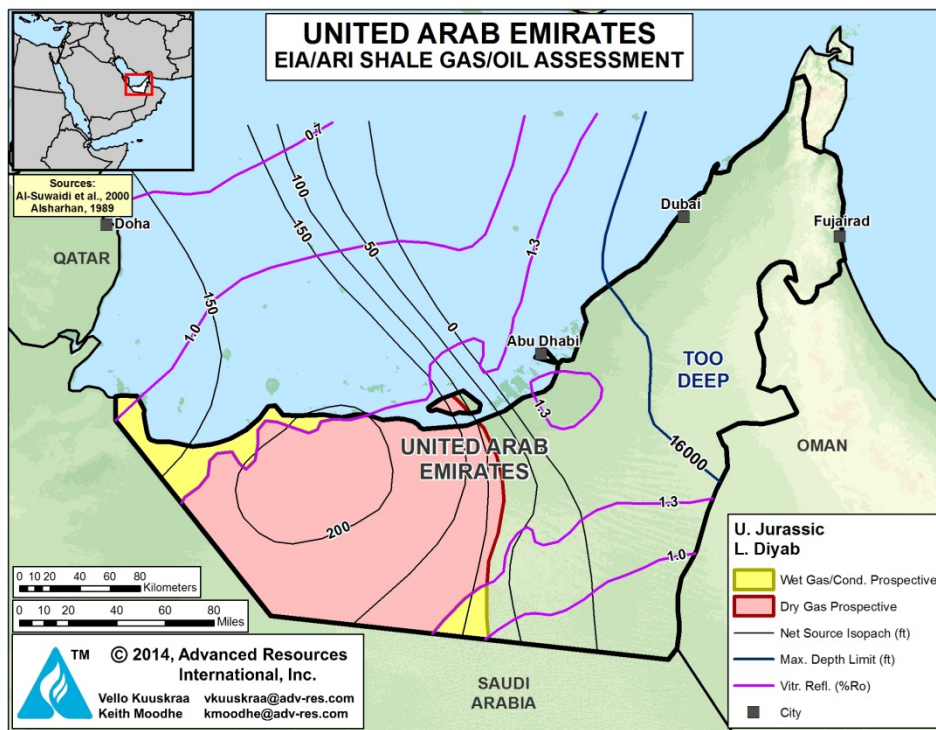 UNITED ARAB EMIRATES
EIA/ARI SHALE GAS/OIL ASSESSMENT
Sources:
Al-Suwaidi et al., 2000
Alsharhan, 1989
0.7
100
150
50
Doha
QATAR
Dubai
Fujairad
1.3
150
1.0
0
Abu Dhabi
TOO
DEEP
1.3
OMAN
UNITED ARAB
EMIRATES
16000
200
1.3
1.0
0 10 20 40 60 80
Kilometers
0 10 20 40 60 80
Miles
TM
© 2014, Advanced Resources
International, Inc.
Vello Kuuskraa vkuuskraa@adv-res.com
Keith Moodhe kmoodhe@adv-res.com
SAUDI
ARABIA
U. Jurassic
L. Diyab
Wet Gas/Cond. Prospective
Dry Gas Prospective
Net Source Isopach (ft)
Max. Depth Limit (ft)
Vitr. Refl. (%Ro)
City